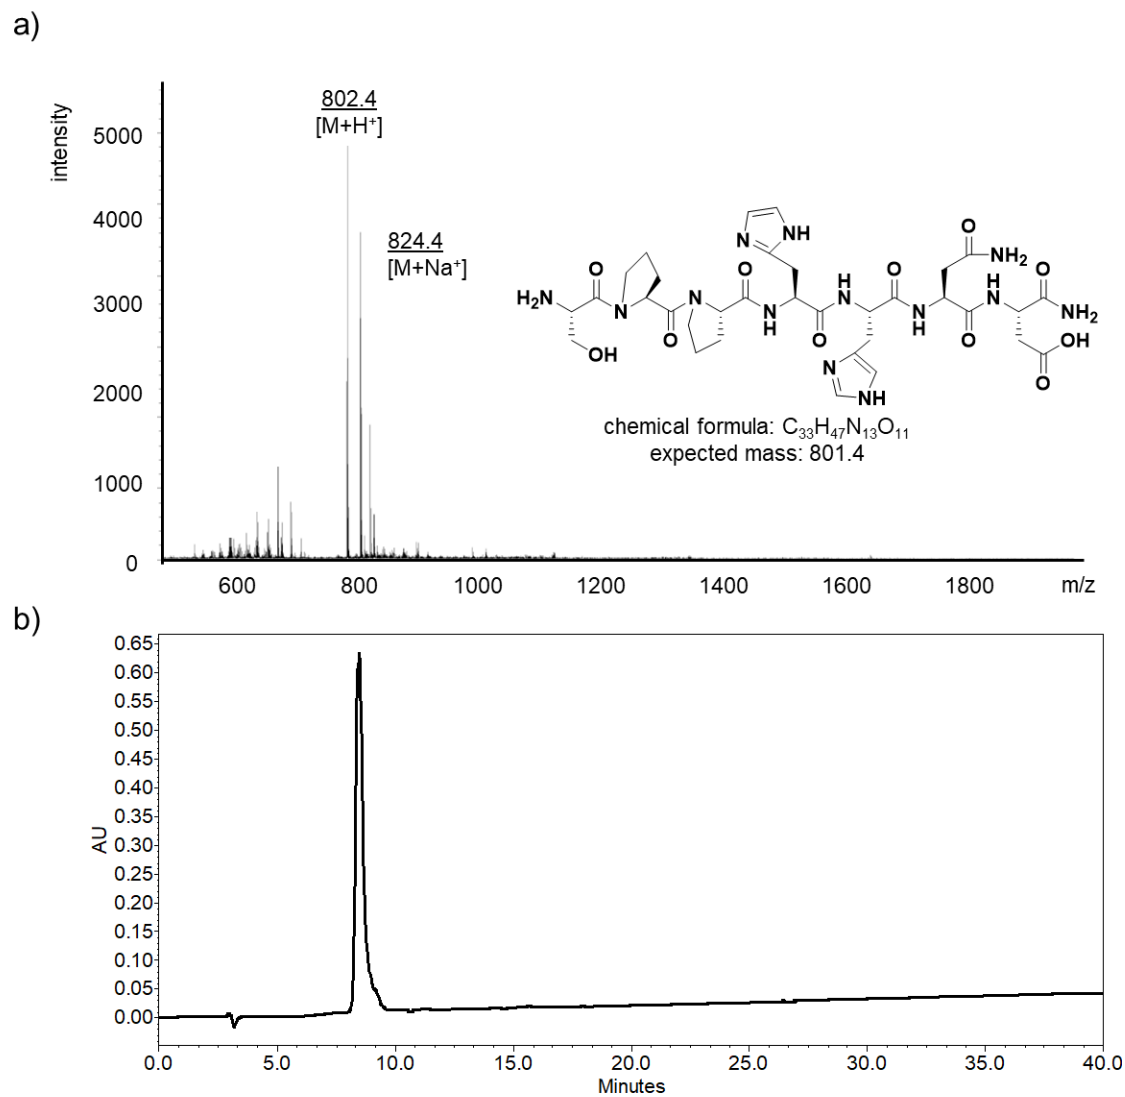 a)
intensity
5000
4000
3000
2000
1000
0
802.4
[M+H⁺]
824.4
[M+Na⁺]
H₂N
O
OH
N
O
N
O
N
NH
N
H
O
H
N
N
NH
O
N
H
O
NH₂
O
H
N
O
NH₂
OH
O
chemical formula: C₃₃H₄₇N₁₃O₁₁
expected mass: 801.4
600 800 1000 1200 1400 1600 1800 m/z
b)
AU
0.65
0.60
0.55
0.50
0.45
0.40
0.35
0.30
0.25
0.20
0.15
0.10
0.05
0.00
0.0 5.0 10.0 15.0 20.0 25.0 30.0 35.0 40.0
Minutes